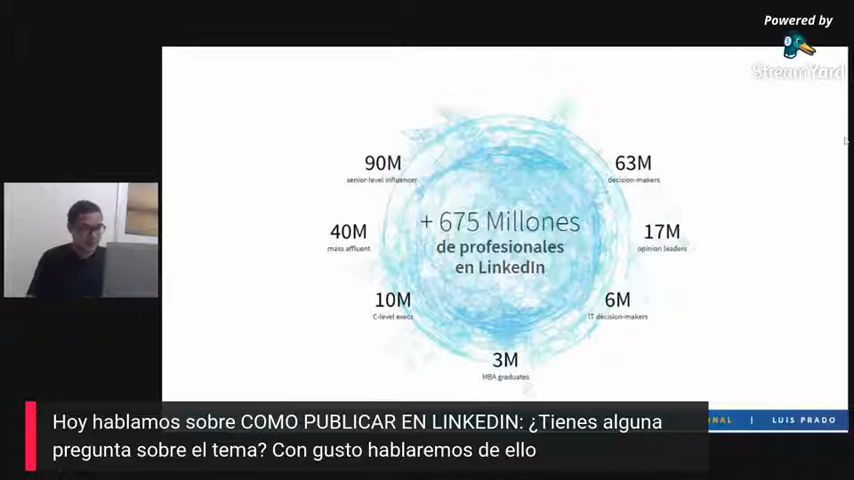 Powered by
StreamYard
90M
senior-level influencer
63M
decision-makers
+ 675 Millones
de profesionales
en LinkedIn
40M
mass affluent
17M
opinion leaders
10M
C-level execs
6M
IT decision-makers
3M
MBA graduates
| LUIS PRADO
Hoy hablamos sobre COMO PUBLICAR EN LINKEDIN: ¿Tienes alguna
pregunta sobre el tema? Con gusto hablaremos de ello